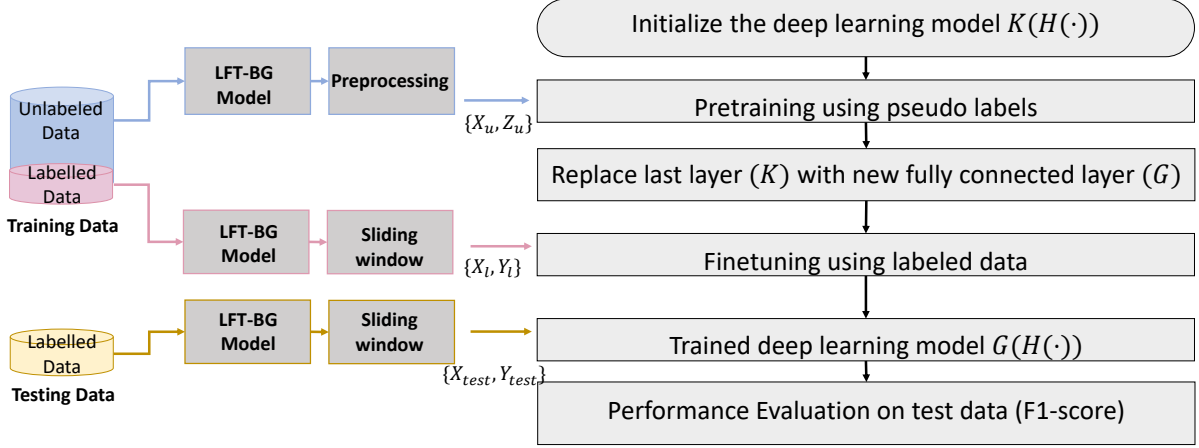 Initialize the deep learning model K(H(·))
LFT-BG
Model
Preprocessing
Unlabeled
Data
{X_u, Z_u}
Pretraining using pseudo labels
Labelled
Data
Training Data
Replace last layer (K) with new fully connected layer (G)
LFT-BG
Model
Sliding
window
{X_l, Y_l}
Finetuning using labeled data
Labelled
Data
Testing Data
LFT-BG
Model
Sliding
window
{X_test, Y_test}
Trained deep learning model G(H(·))
Performance Evaluation on test data (F1-score)